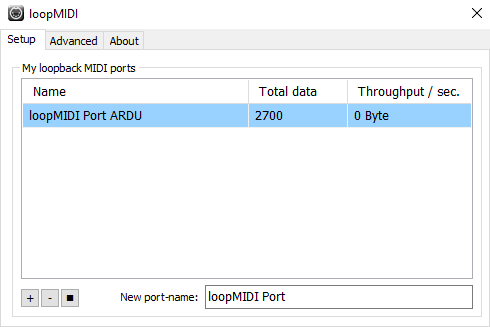 loopMIDI
Setup Advanced About
My loopback MIDI ports
Name Total data Throughput / sec.
loopMIDI Port ARDU 2700 0 Byte
+ - ■ New port-name: loopMIDI Port